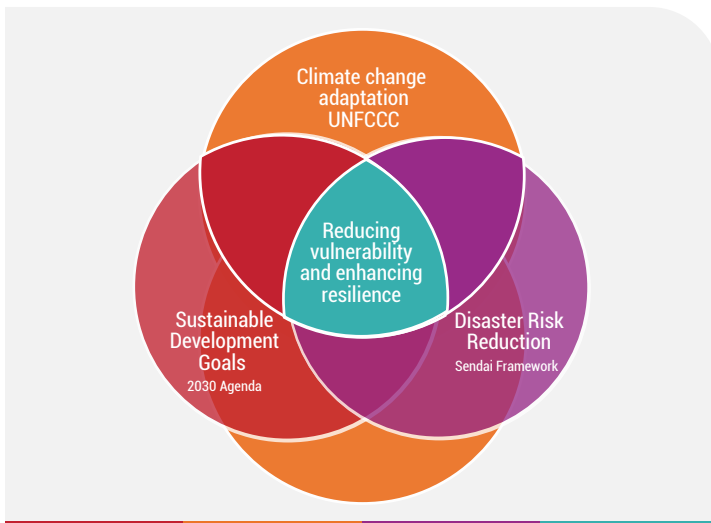 Climate change
adaptation
UNFCCC
Reducing
vulnerability
and enhancing
resilience
Sustainable
Development
Goals
2030 Agenda
Disaster Risk
Reduction
Sendai Framework